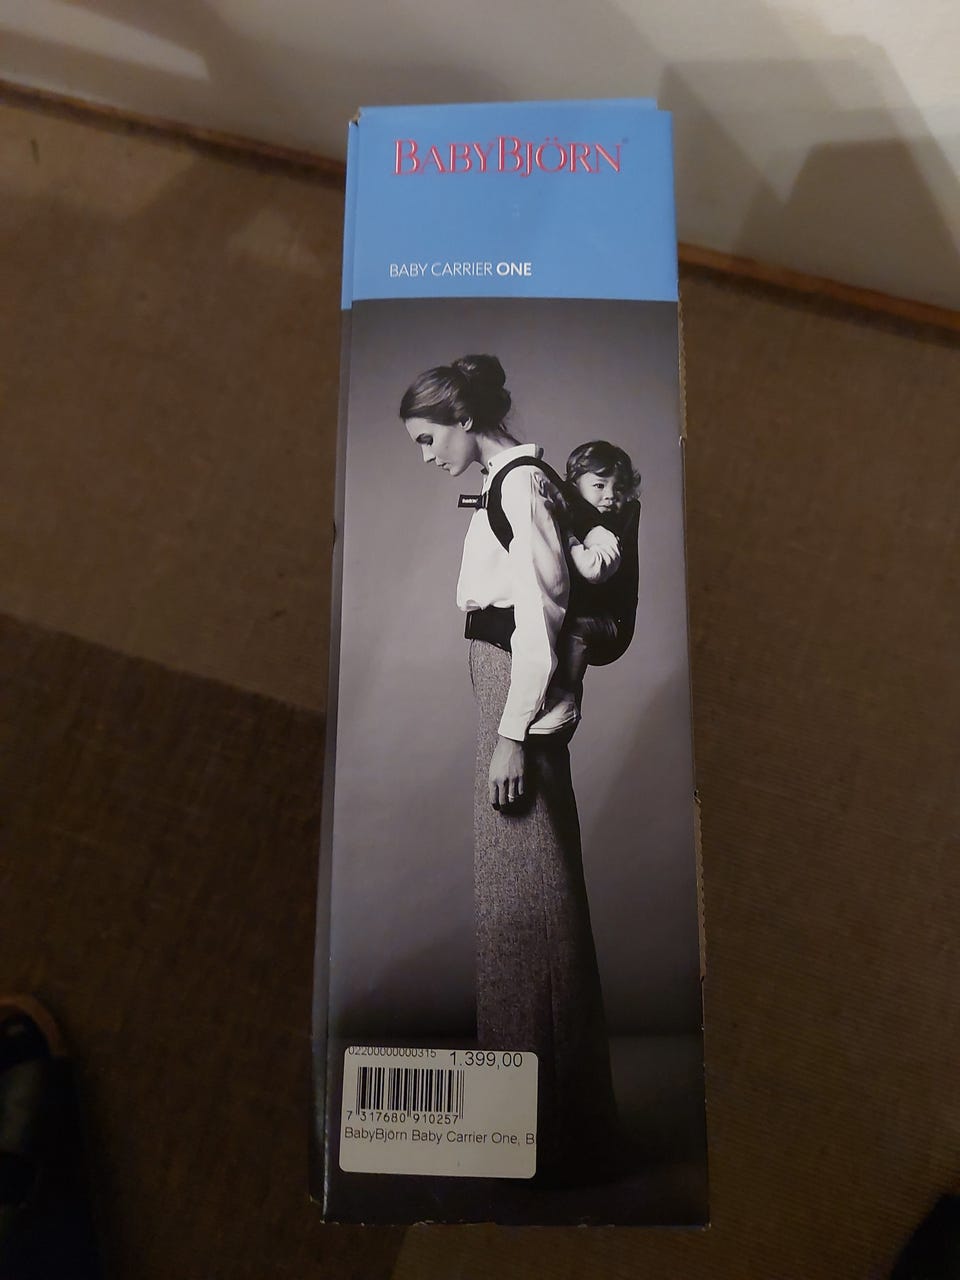 BABYBJÖRN®
BABY CARRIER ONE
02200000000315 1.399,00
7 317680 910257
BabyBjörn Baby Carrier One, B